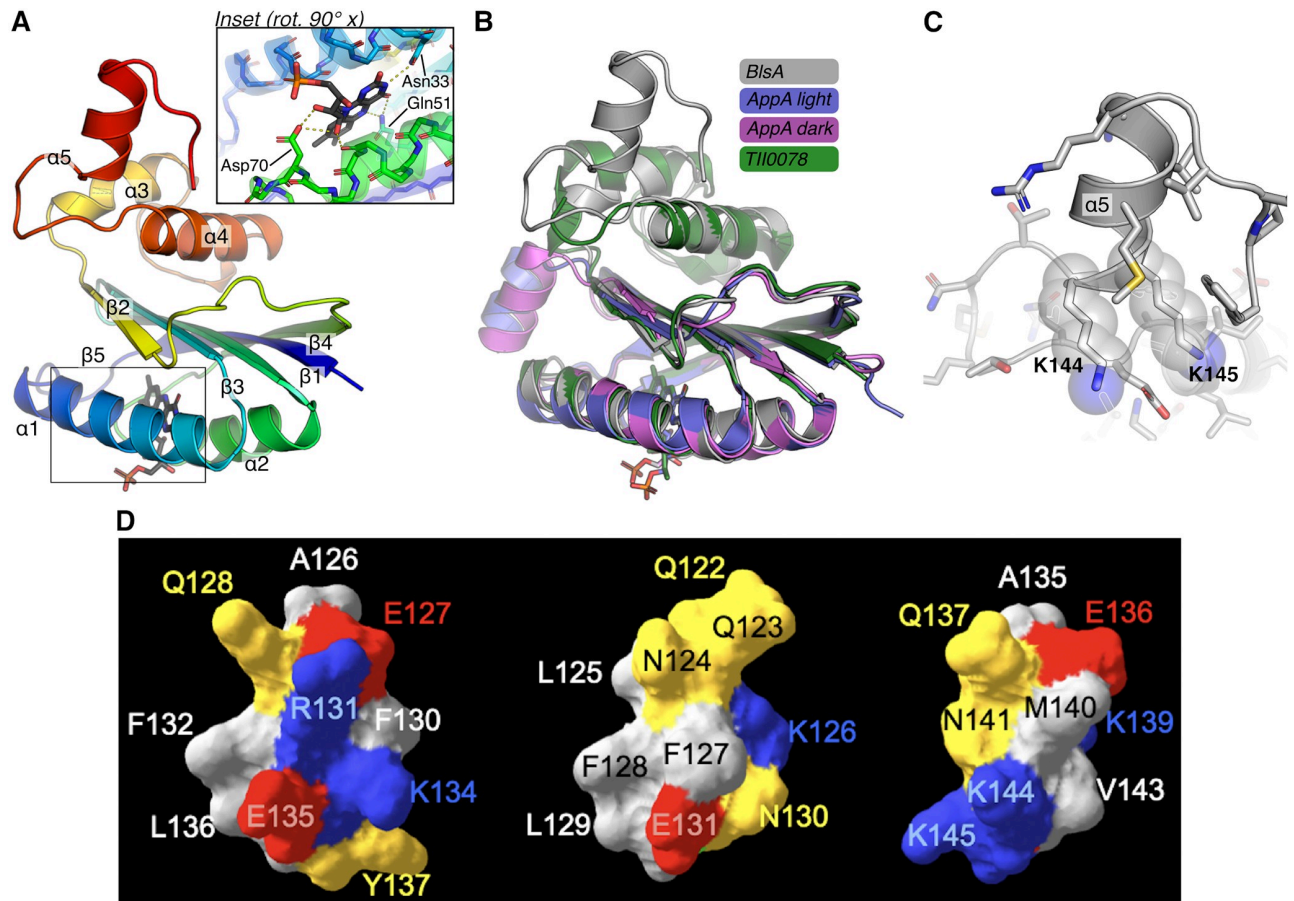 A
Inset (rot. 90° x)
Asn33
Gln51
Asp70
α5
α3
α4
β2
β4
β5
β1
β3
α1
α2
B
BlsA
AppA light
AppA dark
Tll0078
C
α5
K144
K145
D
A126
Q128
E127
R131
F132
F130
K134
E135
L136
Y137
Q122
Q123
N124
L125
K126
F127
F128
L129
E131
N130
A135
Q137
E136
M140
N141
K139
K144
V143
K145